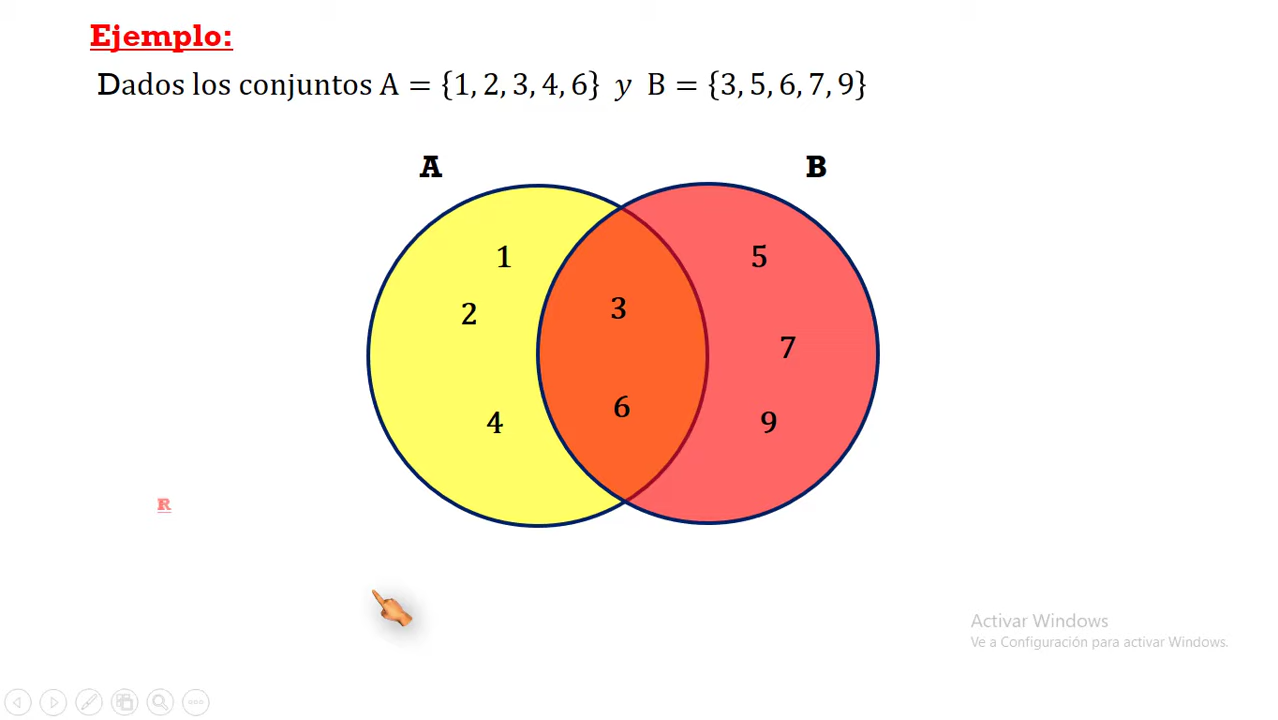 Ejemplo:
Dados los conjuntos A = {1, 2, 3, 4, 6} y B = {3, 5, 6, 7, 9}
A B
1 5
3
2
7
6
4 9
R
Activar Windows
Ve a Configuración para activar Windows.